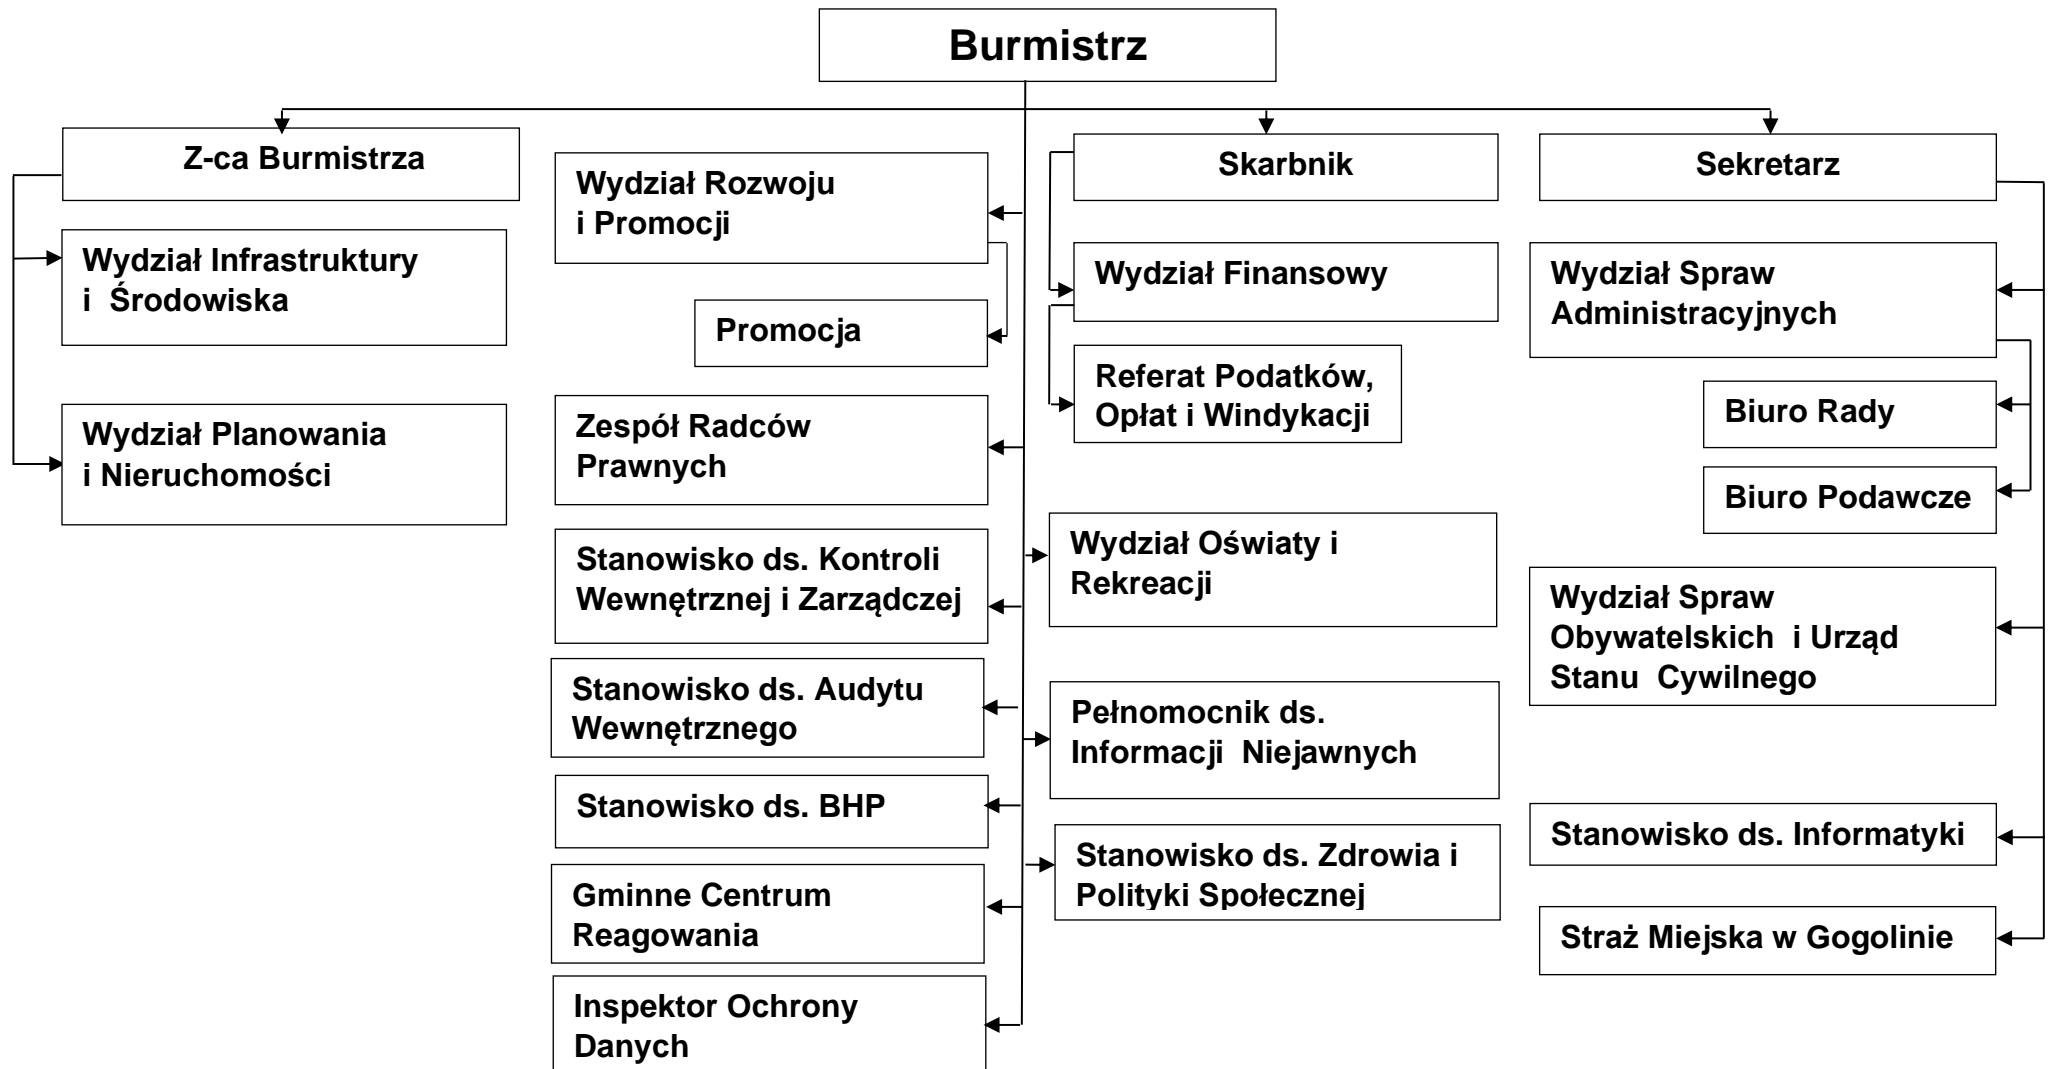 Burmistrz
Z-ca Burmistrza
Wydział Infrastruktury
i Środowiska
Wydział Planowania
i Nieruchomości
Wydział Rozwoju
i Promocji
Promocja
Zespół Radców
Prawnych
Stanowisko ds. Kontroli
Wewnętrznej i Zarządczej
Stanowisko ds. Audytu
Wewnętrznego
Stanowisko ds. BHP
Gminne Centrum
Reagowania
Inspektor Ochrony
Danych
Skarbnik
Wydział Finansowy
Referat Podatków,
Opłat i Windykacji
Wydział Oświaty i
Rekreacji
Pełnomocnik ds.
Informacji Niejawnych
Stanowisko ds. Zdrowia i
Polityki Społecznej
Sekretarz
Wydział Spraw
Administracyjnych
Biuro Rady
Biuro Podawcze
Wydział Spraw
Obywatelskich i Urząd
Stanu Cywilnego
Stanowisko ds. Informatyki
Straż Miejska w Gogolinie